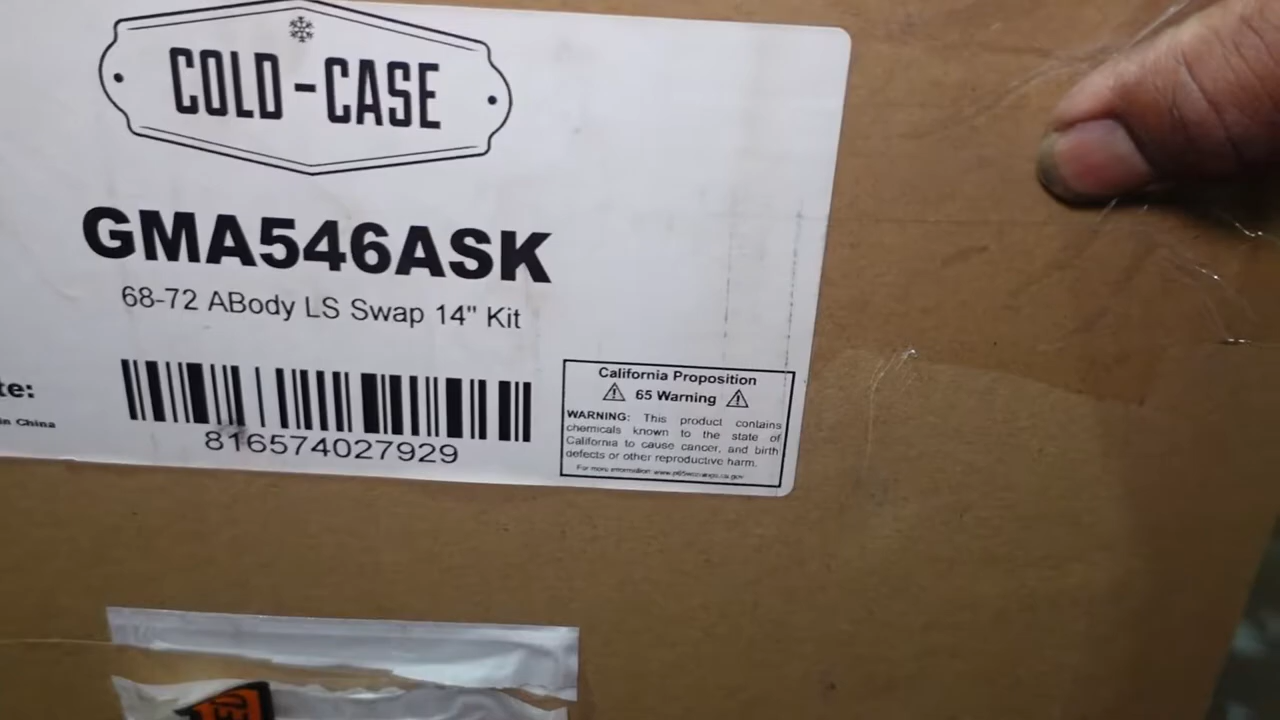 COLD-CASE
GMA546ASK
68-72 ABody LS Swap 14" Kit
te:
in China
816574027929
California Proposition
65 Warning
WARNING: This product contains
chemicals known to the state of
California to cause cancer, and birth
defects or other reproductive harm.
For more information: www.p65warnings.ca.gov
ED